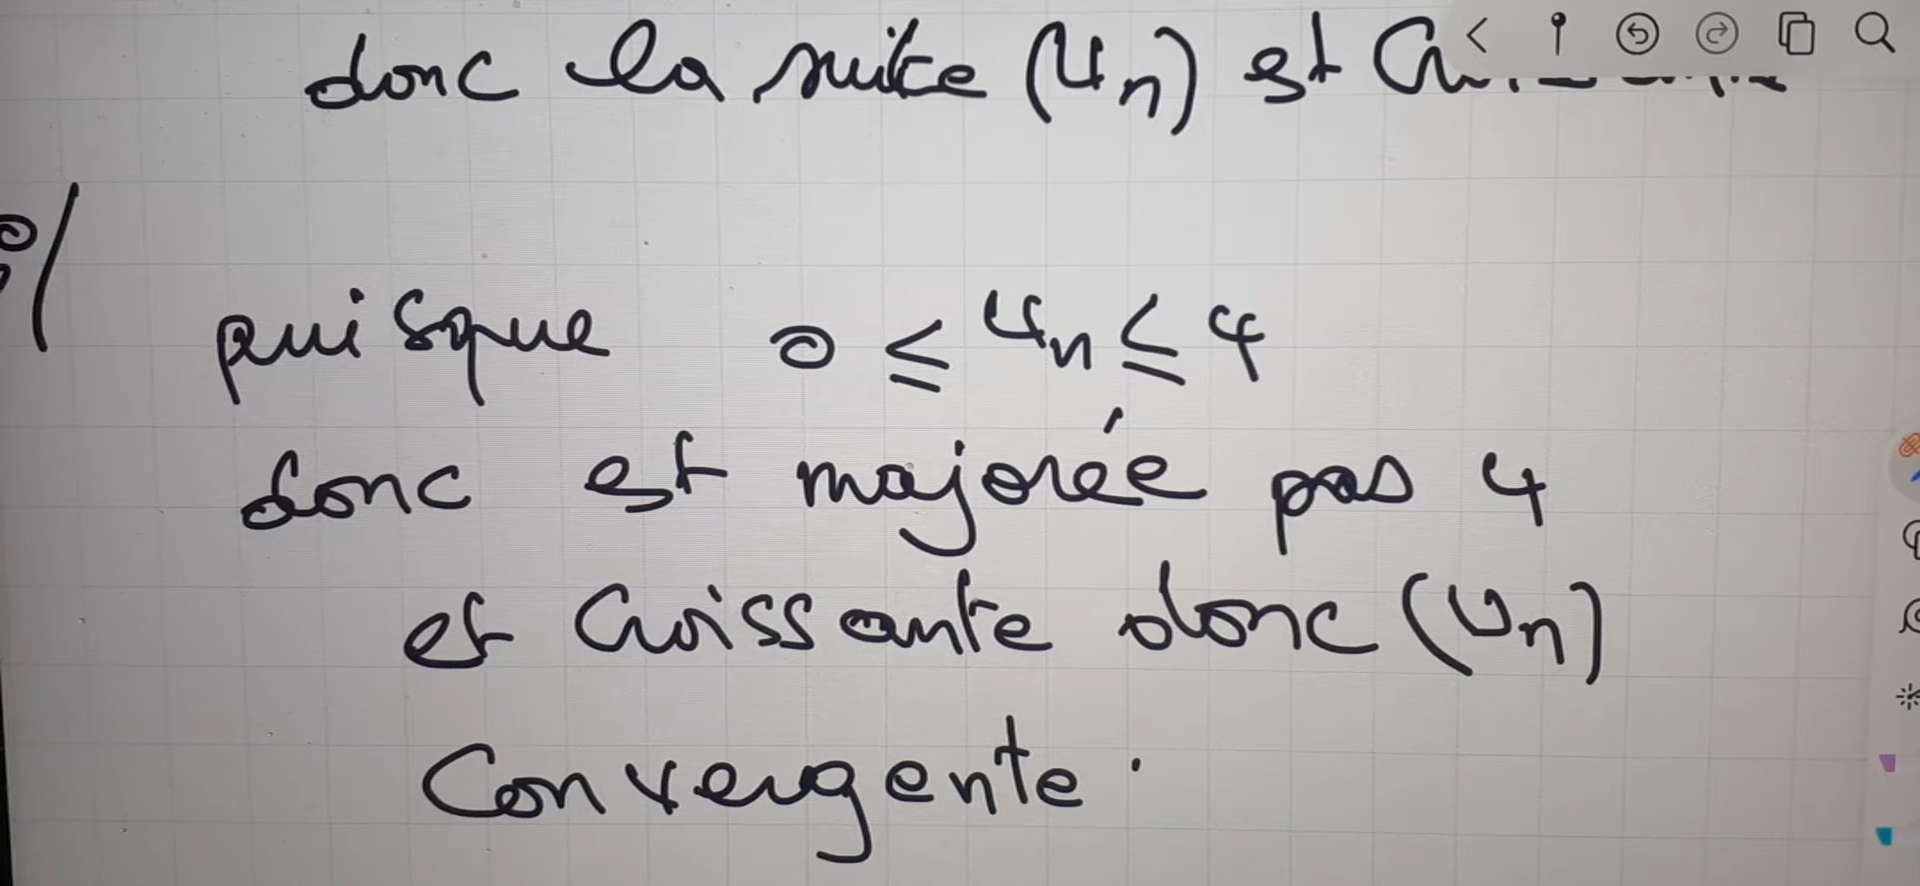 donc la suite (Un) est
puisque 0 ≤ Un ≤ 4
donc est majorée par 4
et Croissante donc (Un)
Convergente.